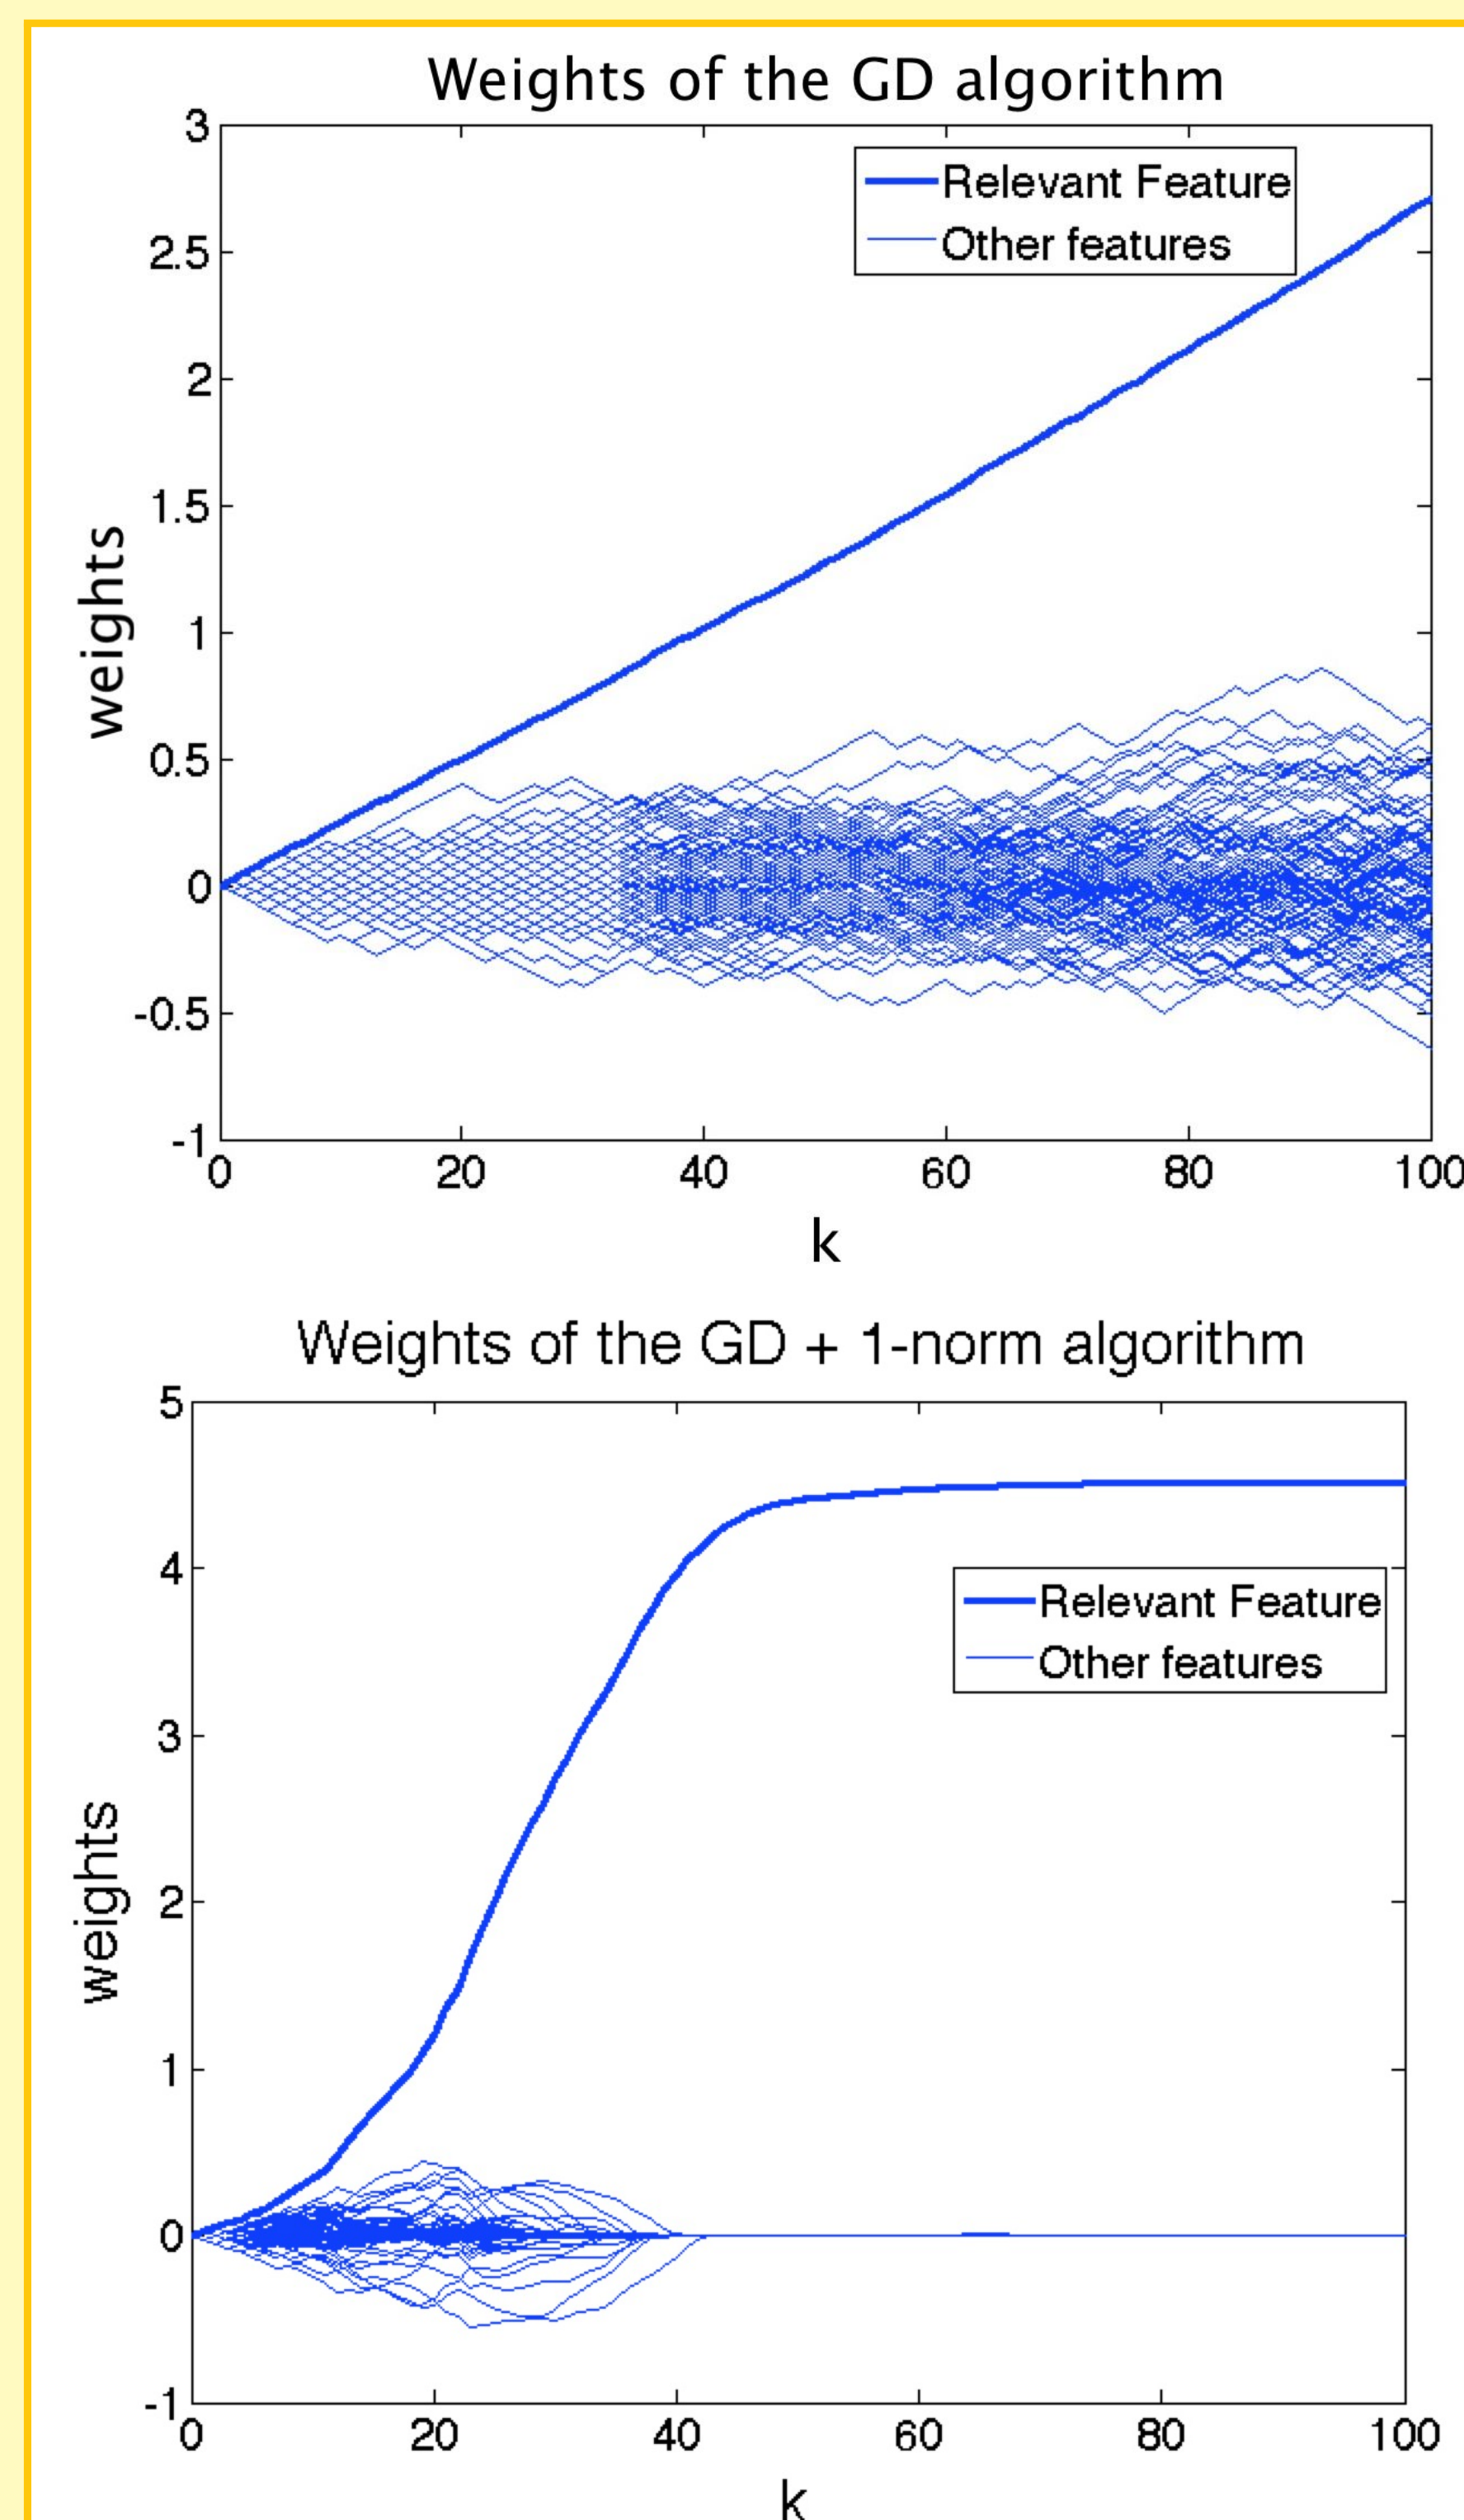 Weights of the GD algorithm
3
Relevant Feature
2.5
Other features
2
1.5
weights
1
0.5
0
-0.5
-1
0 20 40 60 80 100
k
Weights of the GD + 1-norm algorithm
5
4
Relevant Feature
Other features
3
weights
2
1
0
-1
0 20 40 60 80 100
k